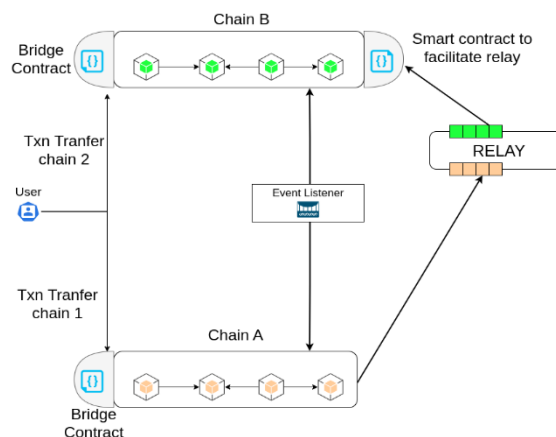 Chain B
Bridge
Contract
Smart contract to
facilitate relay
Txn Tranfer
chain 2
RELAY
User
Event Listener
Txn Tranfer
chain 1
Chain A
Bridge
Contract